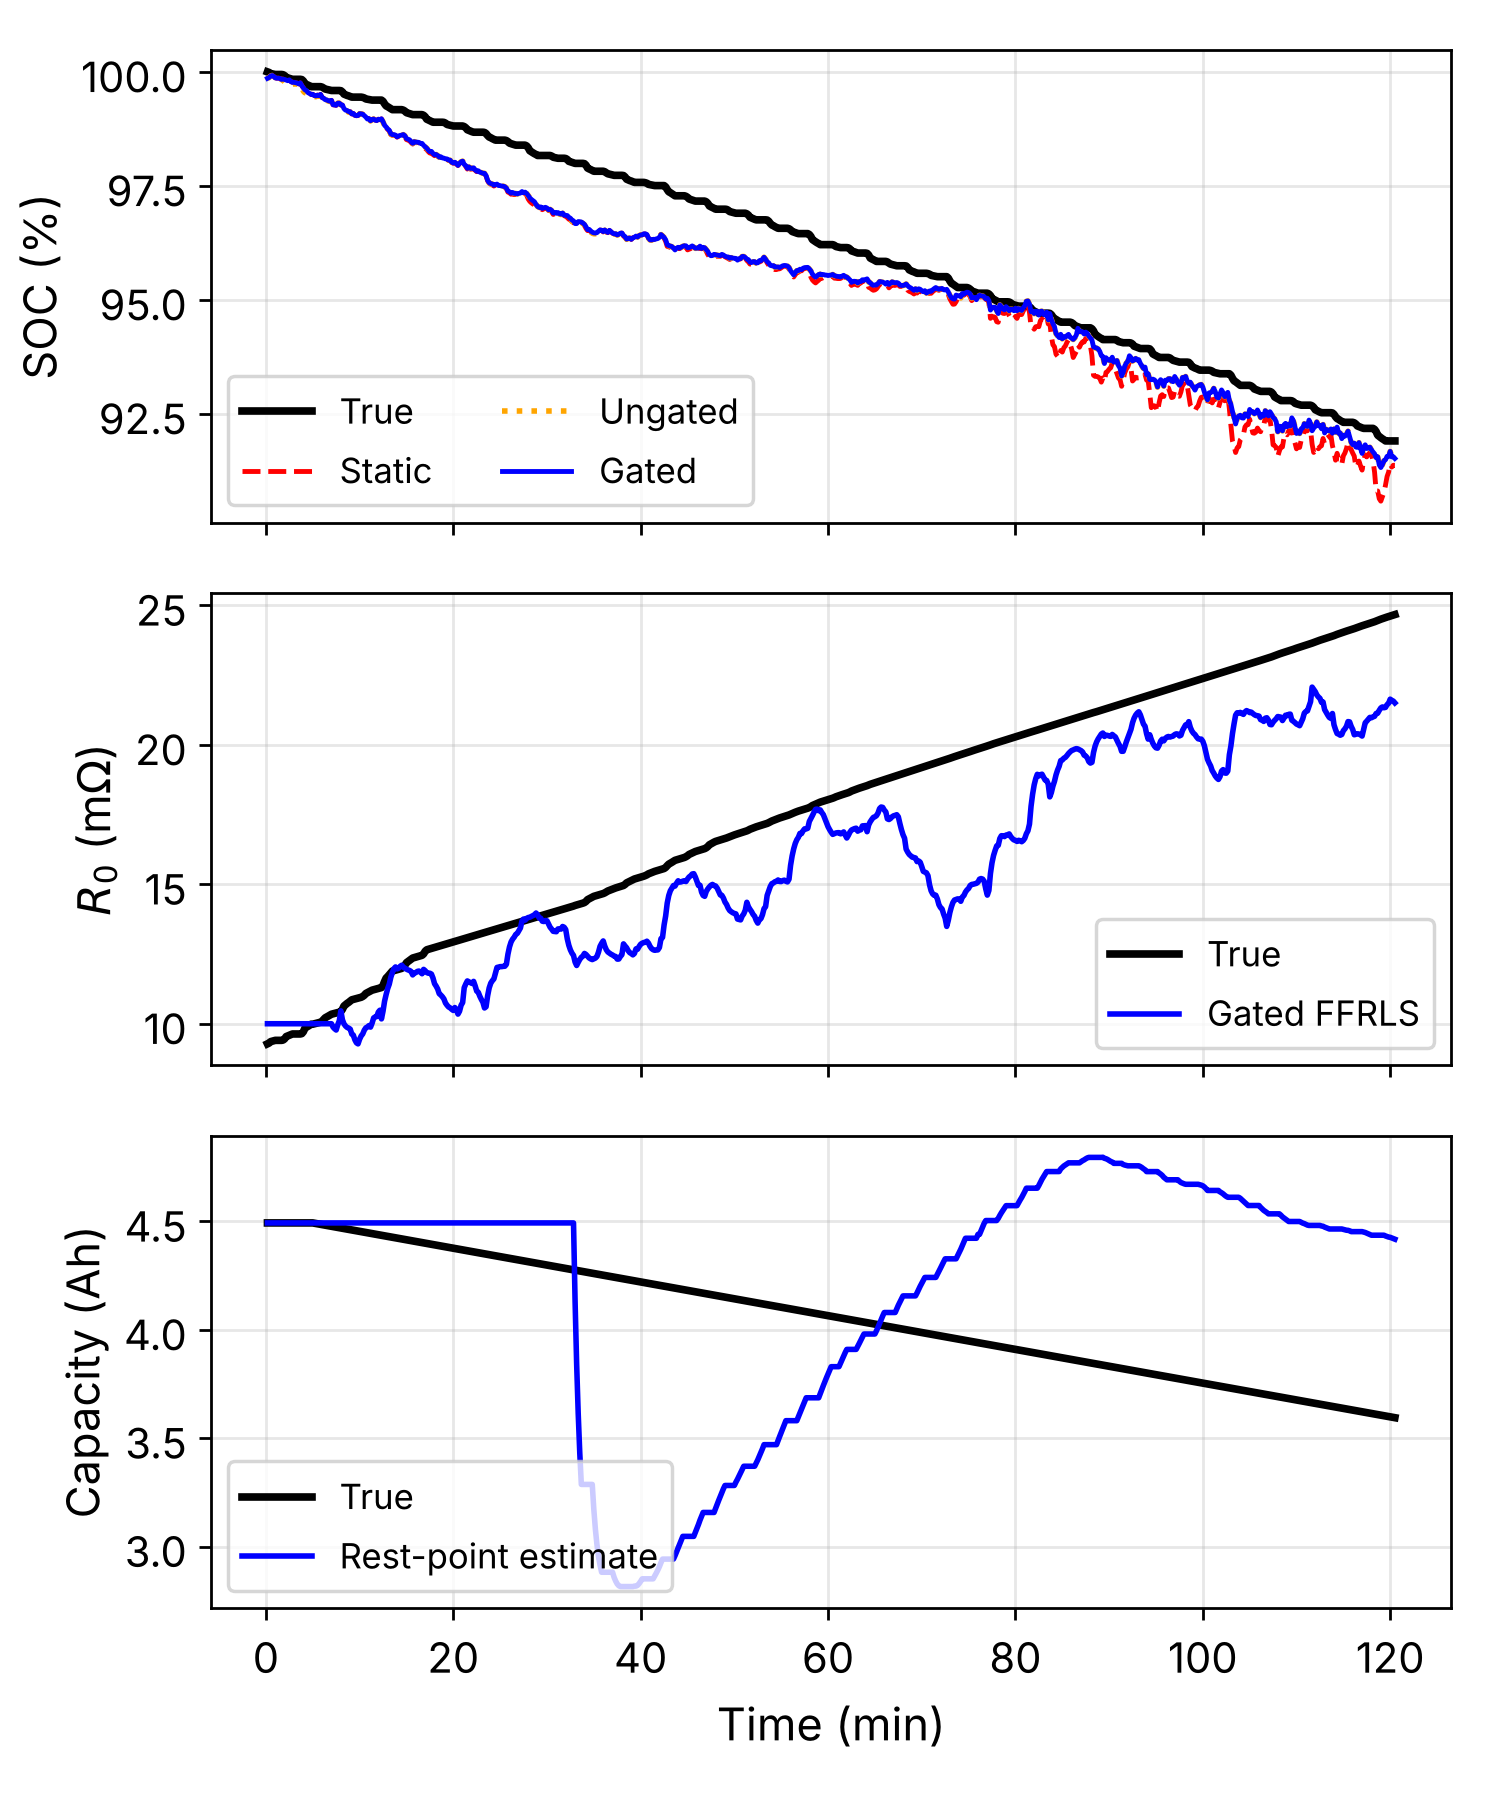 100.0
97.5
95.0
92.5
SOC (%)
True
Static
Ungated
Gated
25
20
15
10
R₀ (mΩ)
True
Gated FFRLS
4.5
4.0
3.5
3.0
Capacity (Ah)
True
Rest-point estimate
0 20 40 60 80 100 120
Time (min)